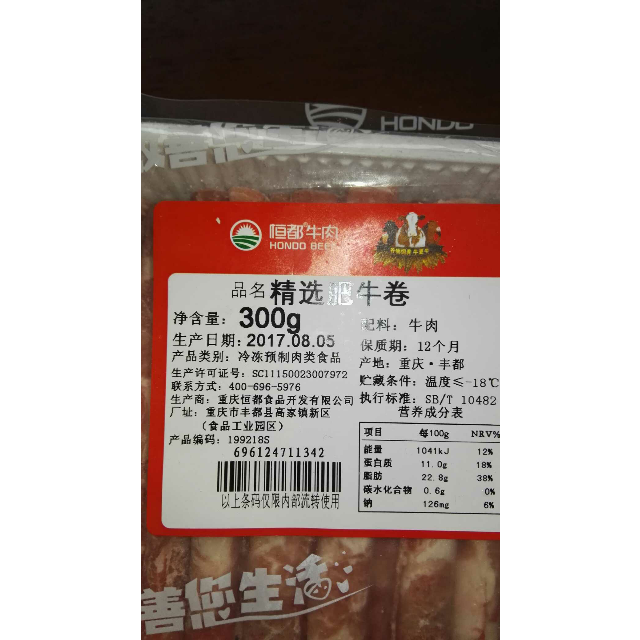 HONDO
善您
恒都牛肉
HONDO BEEF
品名 精选肥牛卷
净含量: 300g
配料: 牛肉
生产日期: 2017.08.05
保质期: 12个月
产品类别: 冷冻预制肉类食品
产地: 重庆·丰都
生产许可证号: SC11150023007972
贮藏条件: 温度≤-18℃
联系方式: 400-696-5976
执行标准: SB/T 10482
生产商: 重庆恒都食品开发有限公司
营养成分表
厂址: 重庆市丰都县高家镇新区
(食品工业园区)
产品编码: 199218S
项目 每100g NRV%
能量 1041kJ 12%
蛋白质 11.0g 18%
脂肪 22.8g 38%
碳水化合物 0.6g 0%
钠 126mg 6%
696124711342
以上条码仅限内部流转使用
善您生活